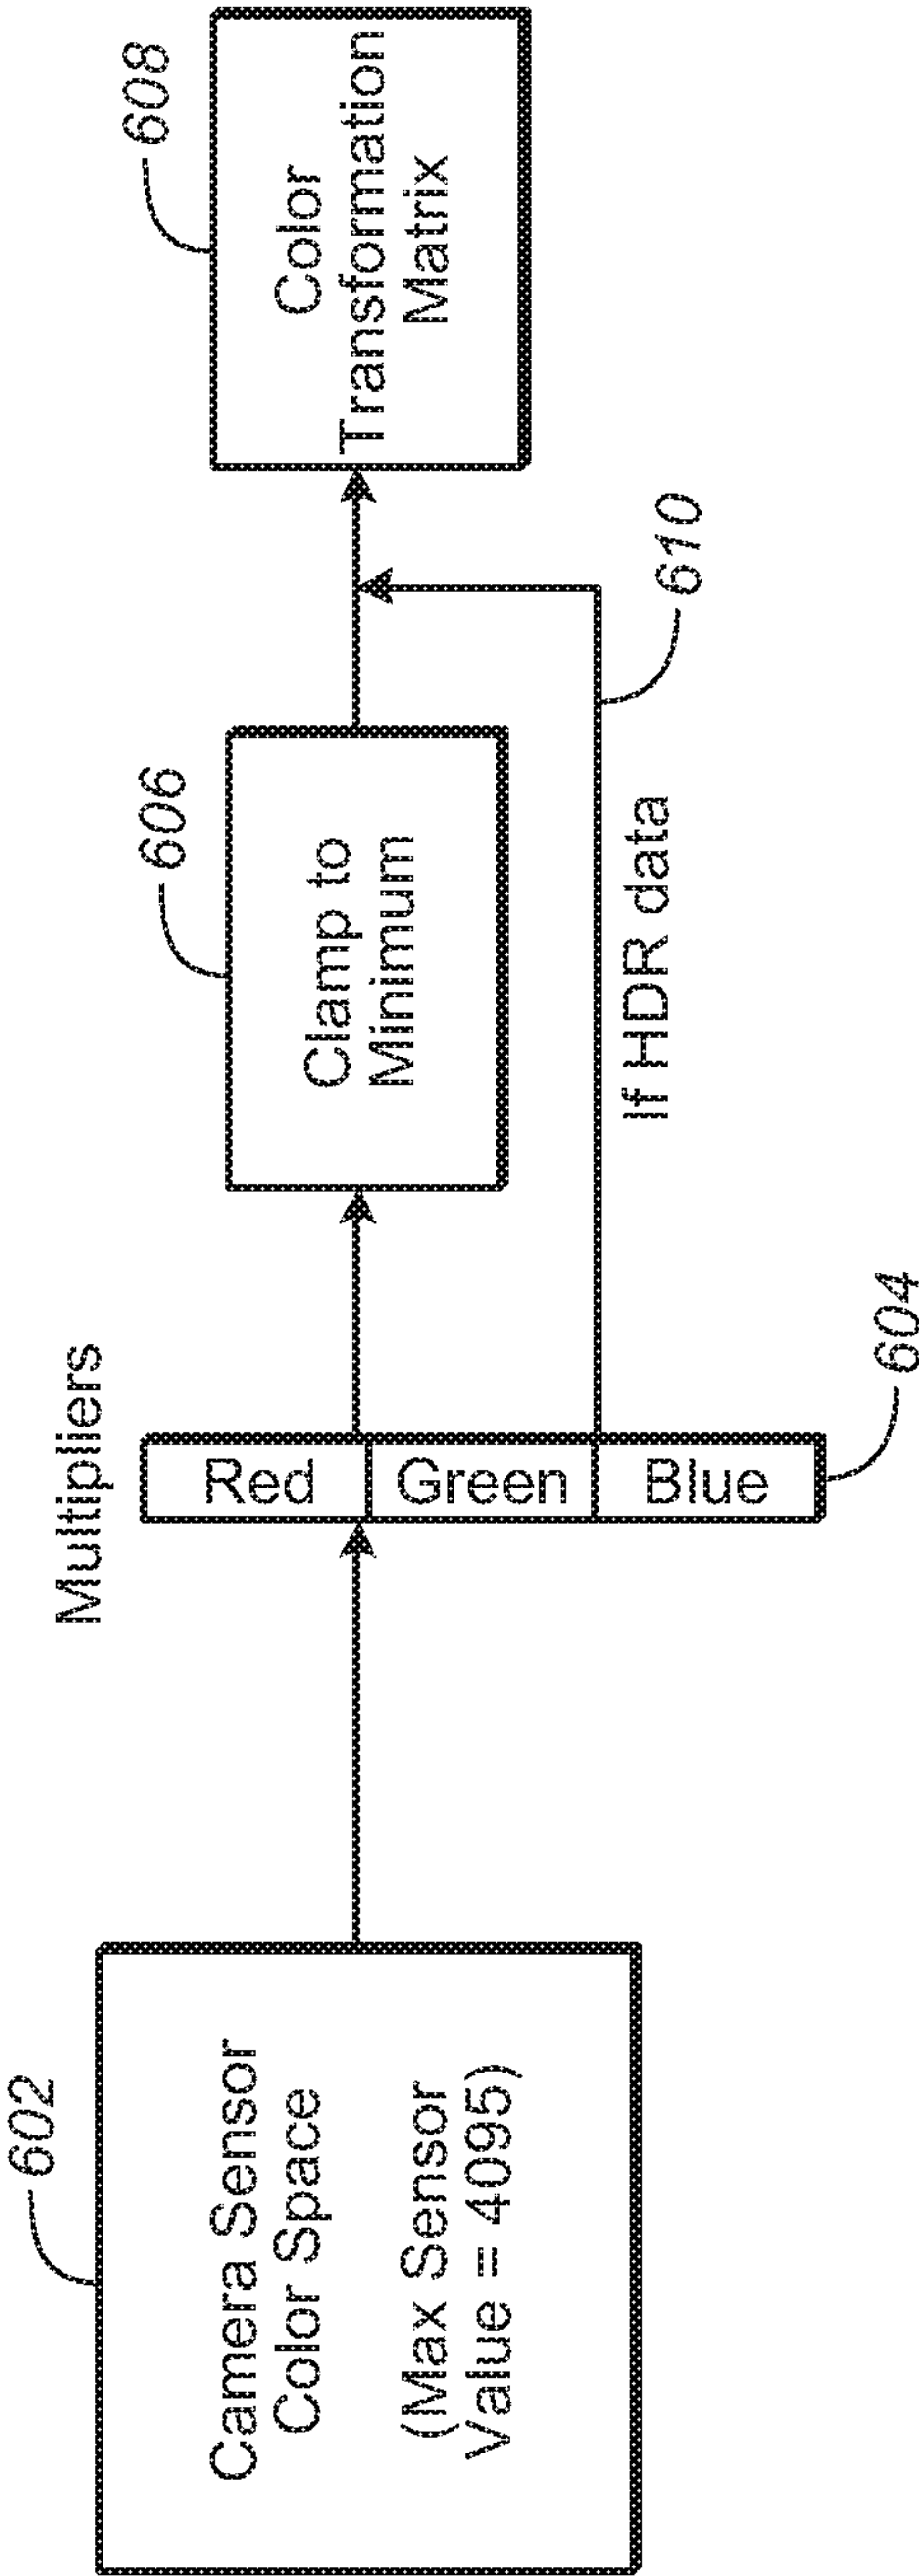 602
Camera Sensor
Color Space
(Max Sensor
Value = 4095)
Multipliers
Red
Green
Blue
604
606
Clamp to
Minimum
If HDR data
610
608
Color
Transformation
Matrix